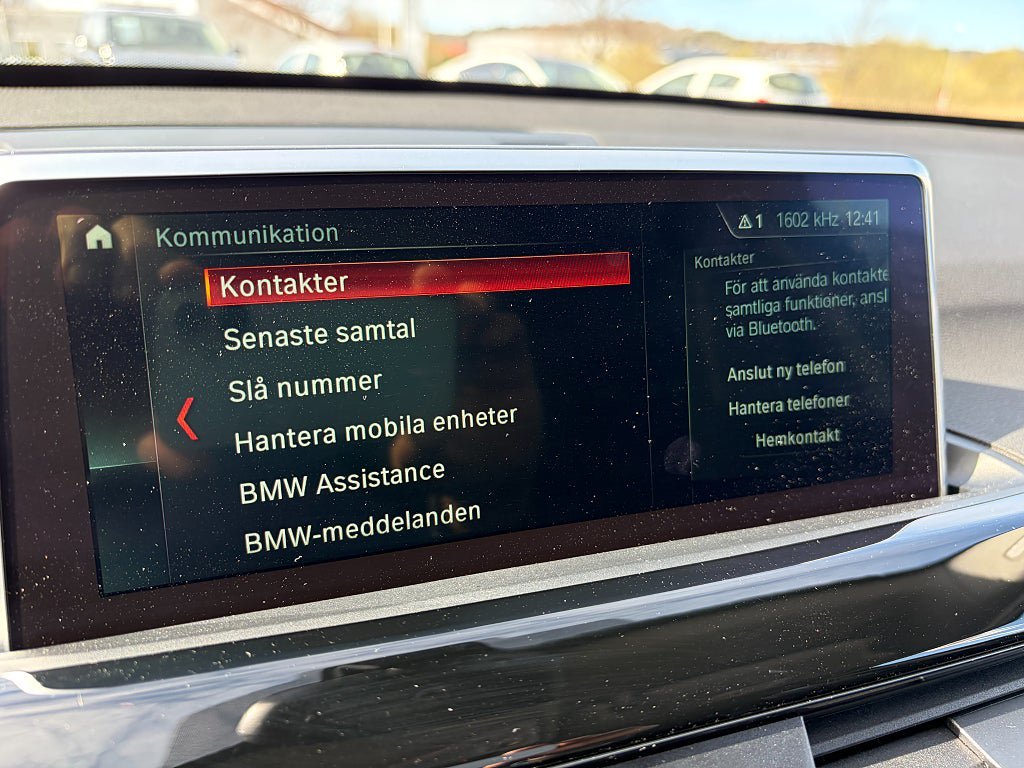 Kommunikation
1 1602 kHz 12:41
Kontakter
Senaste samtal
Slå nummer
Hantera mobila enheter
BMW Assistance
BMW-meddelanden
Kontakter
För att använda kontakte
samtliga funktioner, ansl
via Bluetooth.
Anslut ny telefon
Hantera telefoner
Hemkontakt